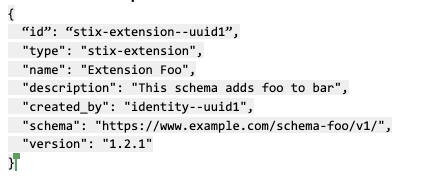 {
  “id”: “stix-extension--uuid1”,
  "type": "stix-extension",
  "name": "Extension Foo",
  "description": "This schema adds foo to bar",
  "created_by": "identity--uuid1",
  "schema": "https://www.example.com/schema-foo/v1/",
  "version": "1.2.1"
}